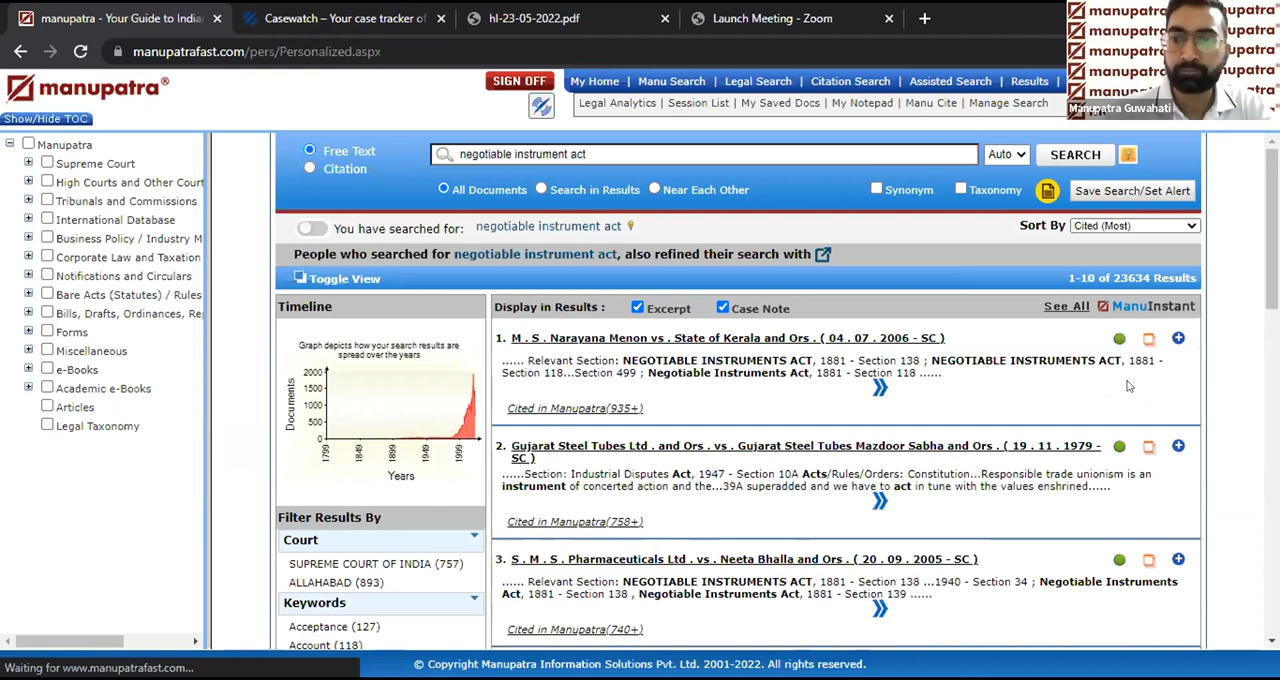 manupatra - Your Guide to India
Casewatch – Your case tracker of
hl-23-05-2022.pdf
Launch Meeting - Zoom
manupatrafast.com/pers/Personalized.aspx
manupatra®
SIGN OFF
My Home | Manu Search | Legal Search | Citation Search | Assisted Search | Results |
Legal Analytics | Session List | My Saved Docs | My Notepad | Manu Cite | Manage Search
manupatra
manupatra
Manupatra Guwahati
Show/Hide TOC
Manupatra
Supreme Court
High Courts and Other Court
Tribunals and Commissions
International Database
Business Policy / Industry M
Corporate Law and Taxation
Notifications and Circulars
Bare Acts (Statutes) / Rules
Bills, Drafts, Ordinances, Re
Forms
Miscellaneous
e-Books
Academic e-Books
Articles
Legal Taxonomy
Free Text
Citation
negotiable instrument act
Auto
SEARCH
All Documents
Search in Results
Near Each Other
Synonym
Taxonomy
Save Search/Set Alert
You have searched for: negotiable instrument act
Sort By Cited (Most)
People who searched for negotiable instrument act, also refined their search with
Toggle View
1-10 of 23634 Results
Timeline
Graph depicts how your search results are
spread over the years
Documents
2000
1500
1000
500
0
1799
1849
1899
1949
1999
Years
Filter Results By
Court
SUPREME COURT OF INDIA (757)
ALLAHABAD (893)
Keywords
Acceptance (127)
Account (118)
Display in Results : Excerpt Case Note
See All ManuInstant
1. M . S . Narayana Menon vs . State of Kerala and Ors . ( 04 . 07 . 2006 - SC )
...... Relevant Section: NEGOTIABLE INSTRUMENTS ACT, 1881 - Section 138 ; NEGOTIABLE INSTRUMENTS ACT, 1881 -
Section 118...Section 499 ; Negotiable Instruments Act, 1881 - Section 118 ......
Cited in Manupatra(935+)
2. Gujarat Steel Tubes Ltd . and Ors . vs . Gujarat Steel Tubes Mazdoor Sabha and Ors . ( 19 . 11 . 1979 -
SC )
......Section: Industrial Disputes Act, 1947 - Section 10A Acts/Rules/Orders: Constitution...Responsible trade unionism is an
instrument of concerted action and the...39A superadded and we have to act in tune with the values enshrined......
Cited in Manupatra(758+)
3. S . M . S . Pharmaceuticals Ltd . vs . Neeta Bhalla and Ors . ( 20 . 09 . 2005 - SC )
...... Relevant Section: NEGOTIABLE INSTRUMENTS ACT, 1881 - Section 138 ...1940 - Section 34 ; Negotiable Instruments
Act, 1881 - Section 138 , Negotiable Instruments Act, 1881 - Section 139 ......
Cited in Manupatra(740+)
Waiting for www.manupatrafast.com...
© Copyright Manupatra Information Solutions Pvt. Ltd. 2001-2022. All rights reserved.